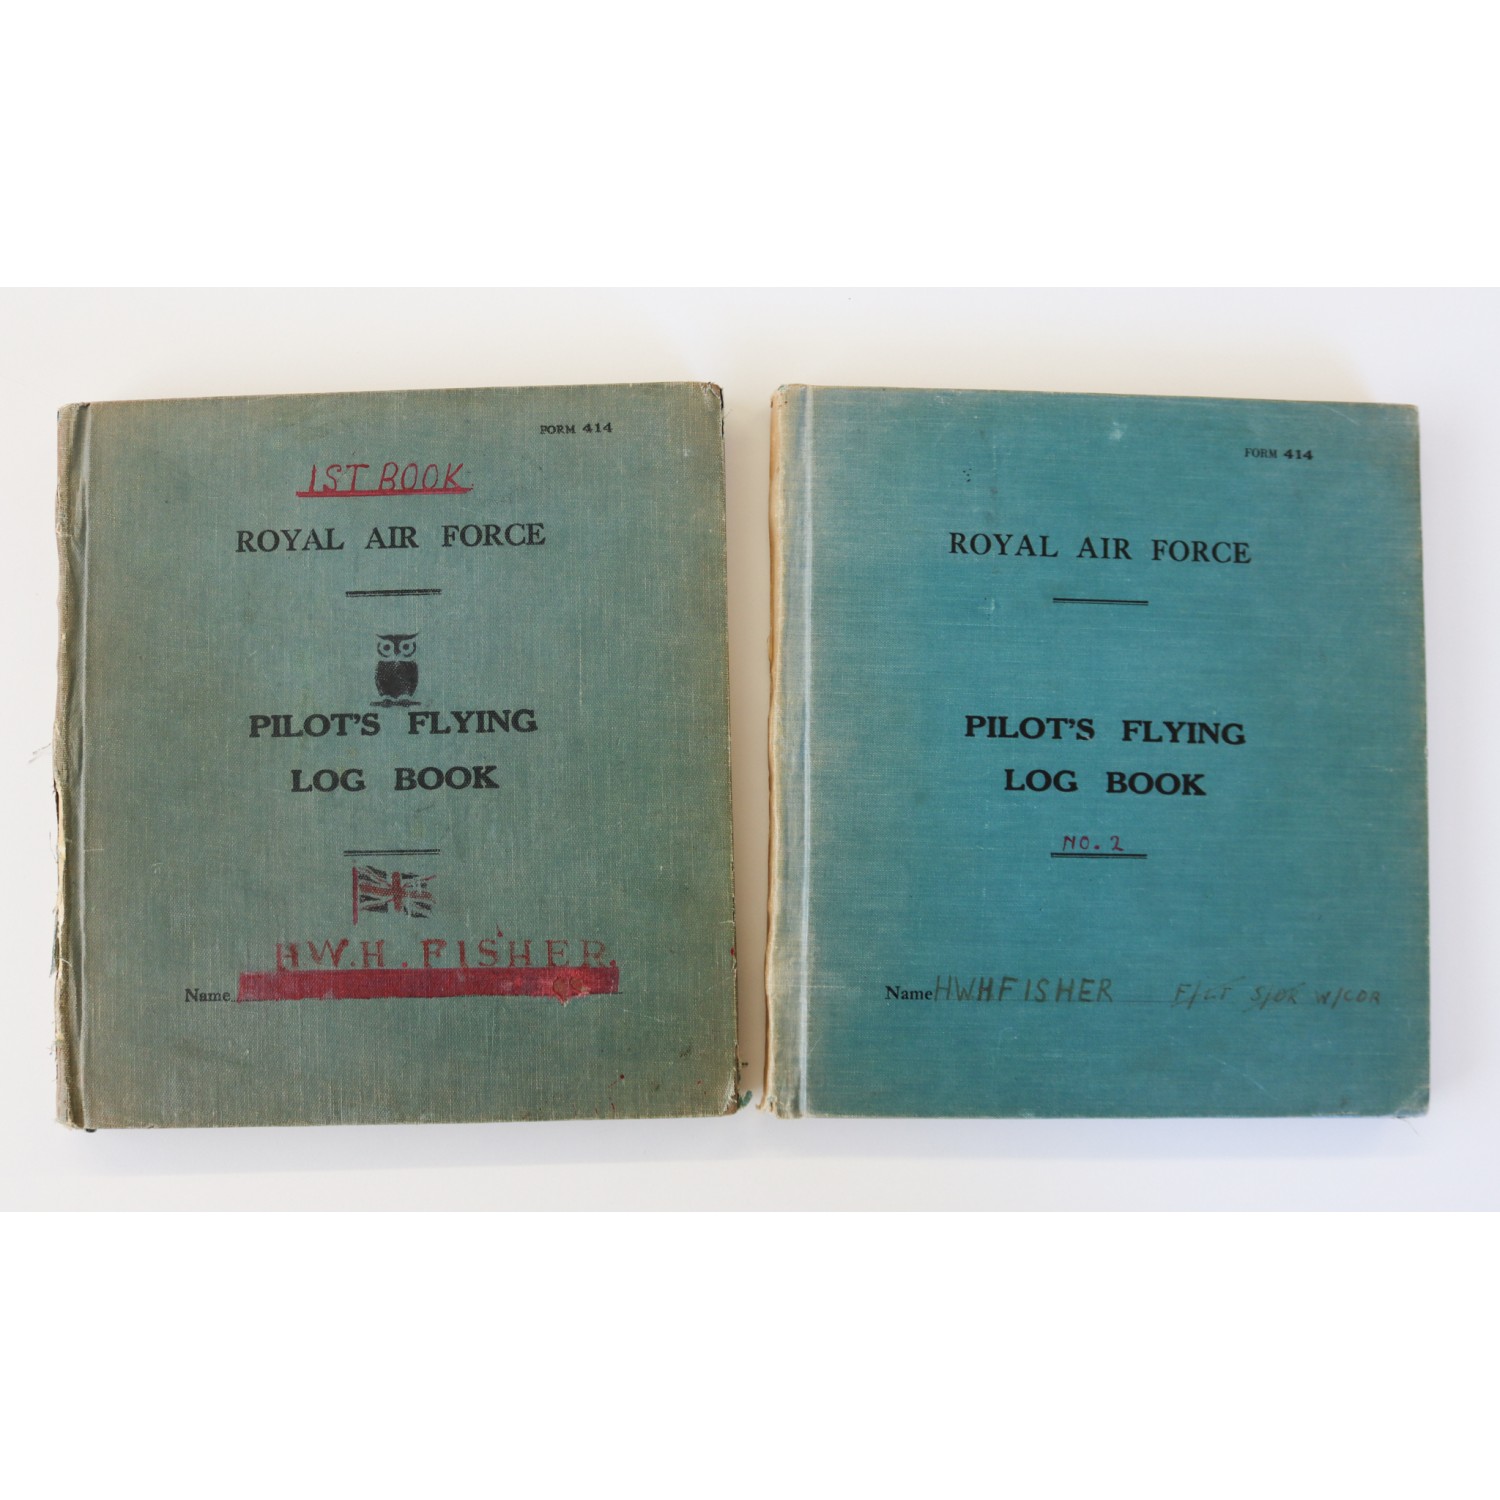 FORM 414
1ST BOOK
ROYAL AIR FORCE
PILOT'S FLYING
LOG BOOK
H.W.H. FISHER.
Name
FORM 414
ROYAL AIR FORCE
PILOT'S FLYING
LOG BOOK
NO. 2
Name HWHFISHER F/LT S/DR W/CDR